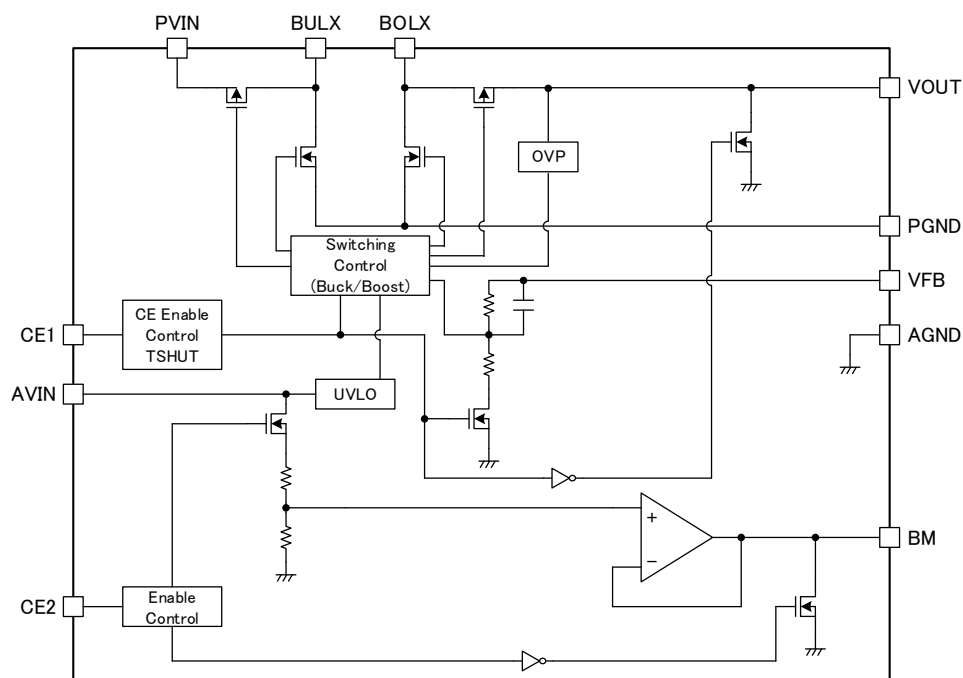 PVIN
BULX
BOLX
VOUT
OVP
PGND
Switching
Control
(Buck/Boost)
VFB
CE1
CE Enable
Control
TSHUT
AGND
AVIN
UVLO
+
−
BM
CE2
Enable
Control